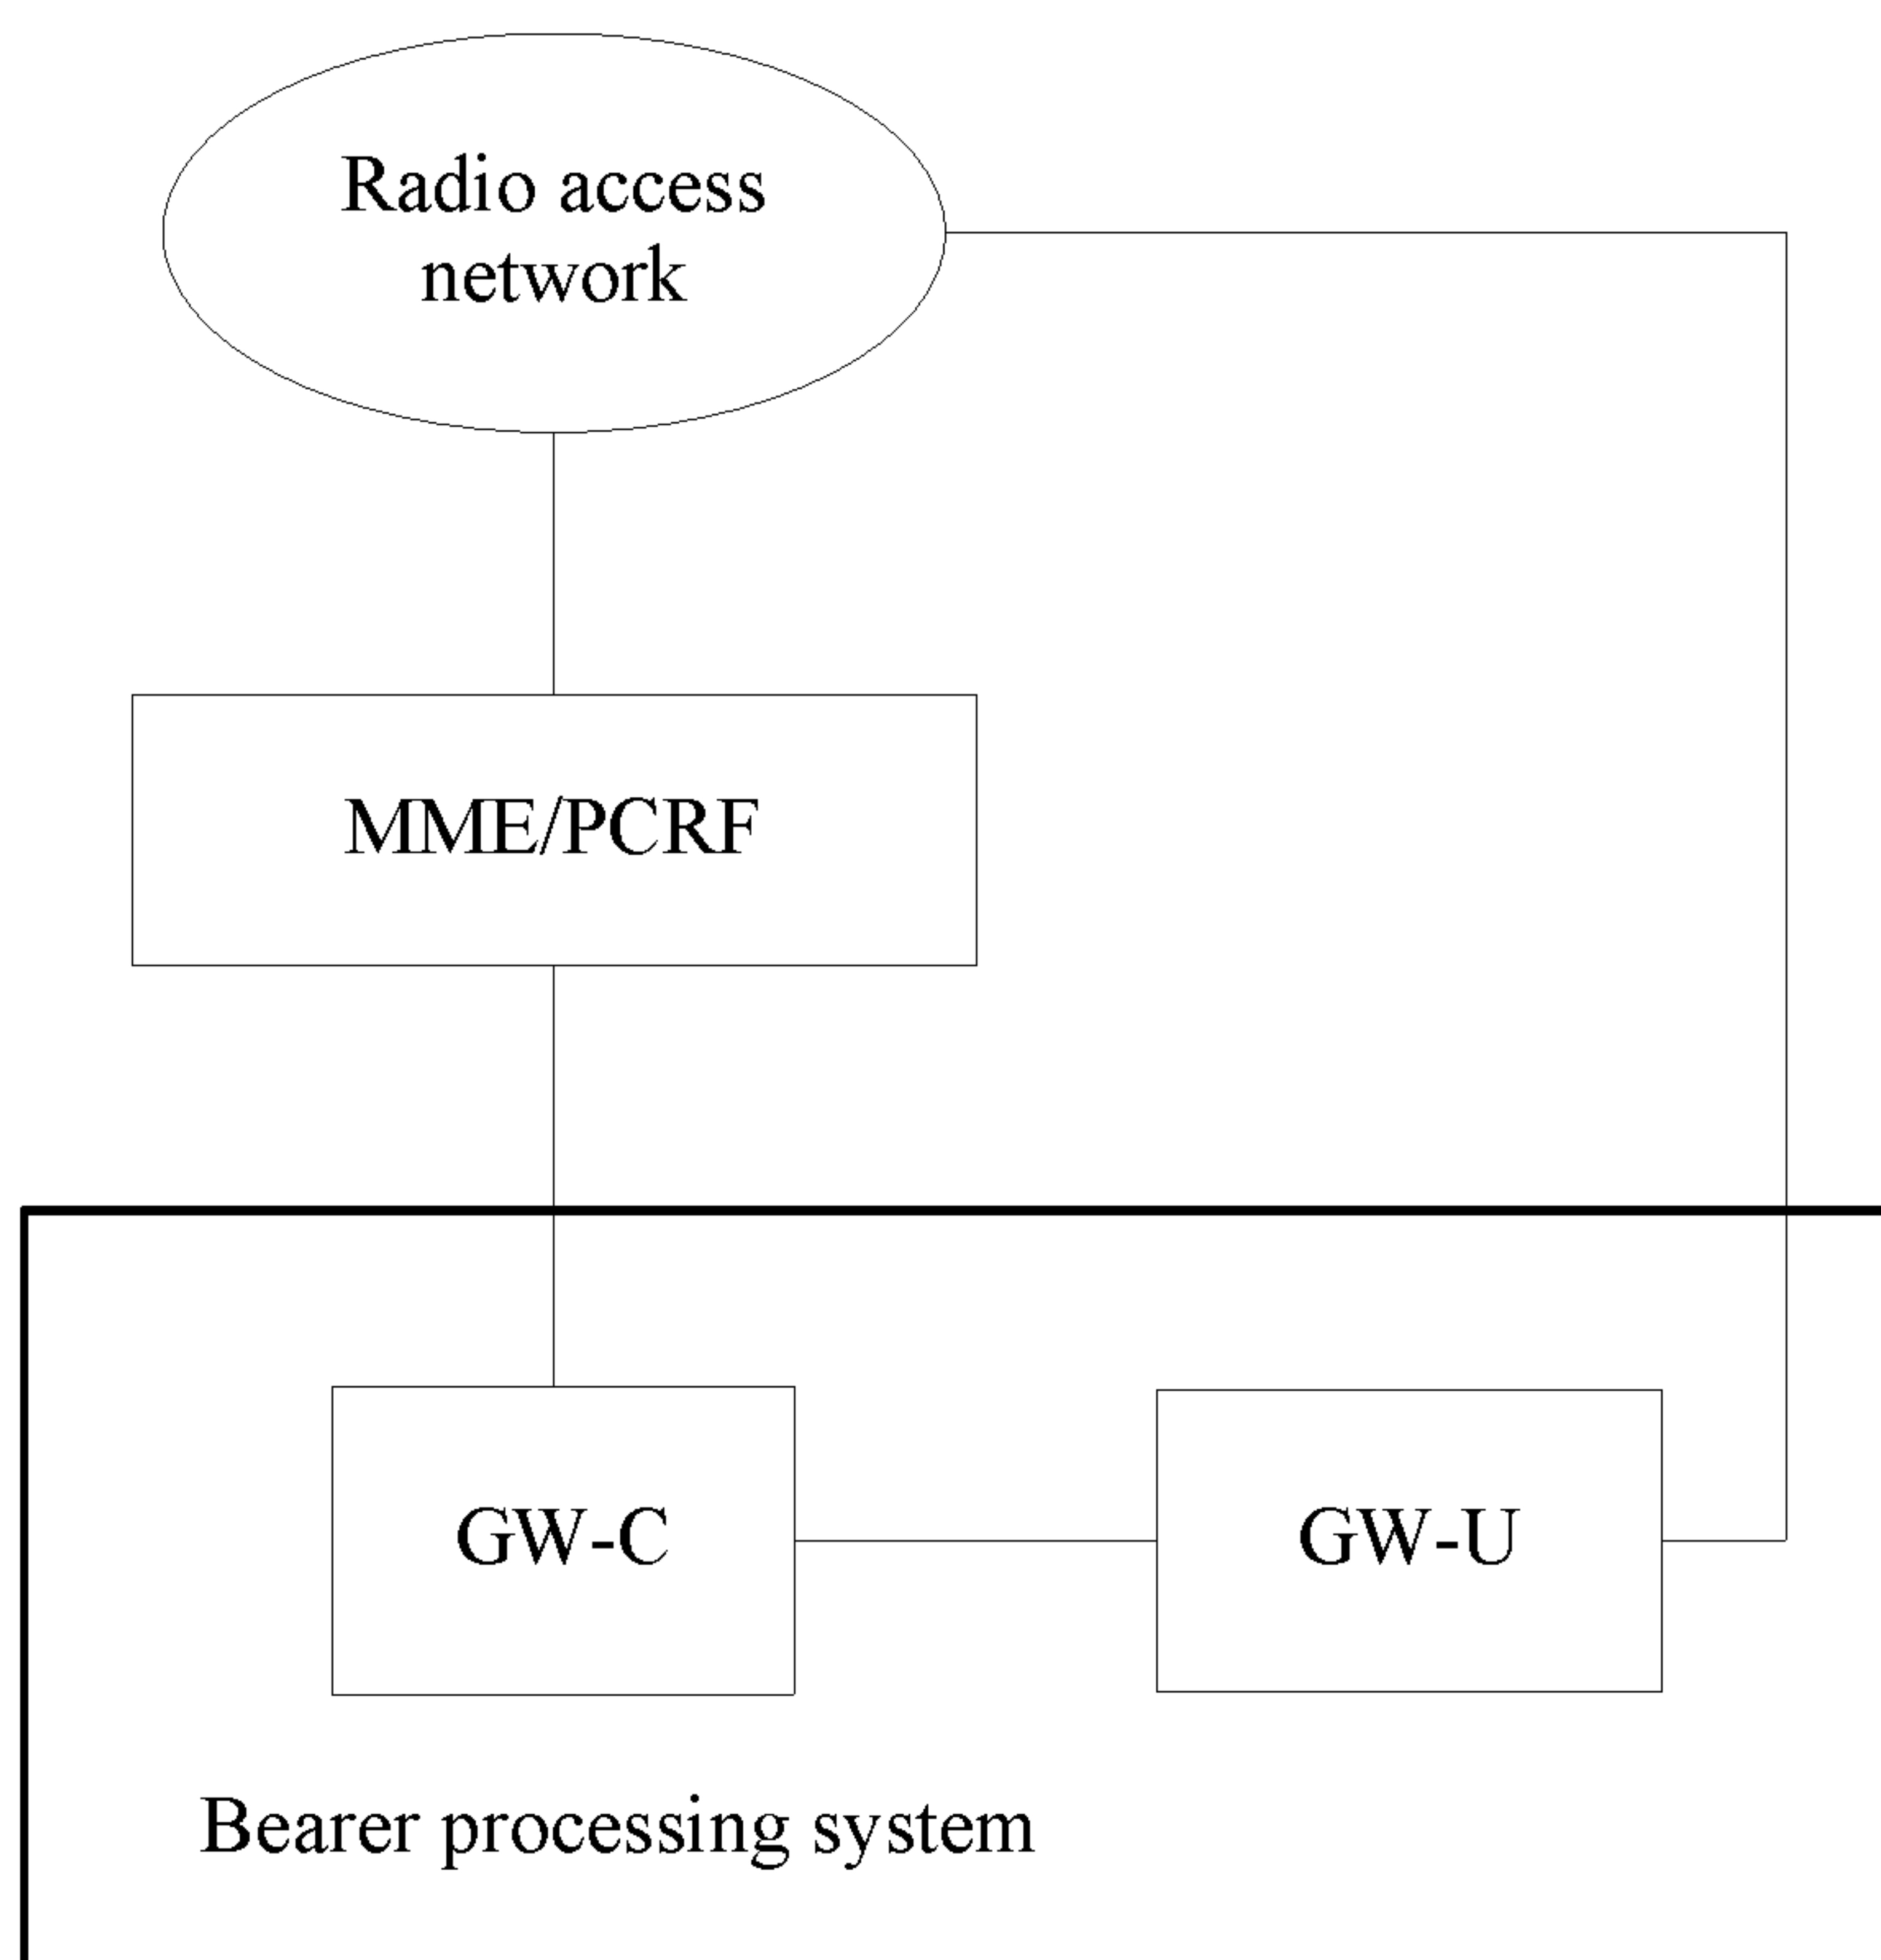 Radio access
network
MME/PCRF
GW-C
GW-U
Bearer processing system